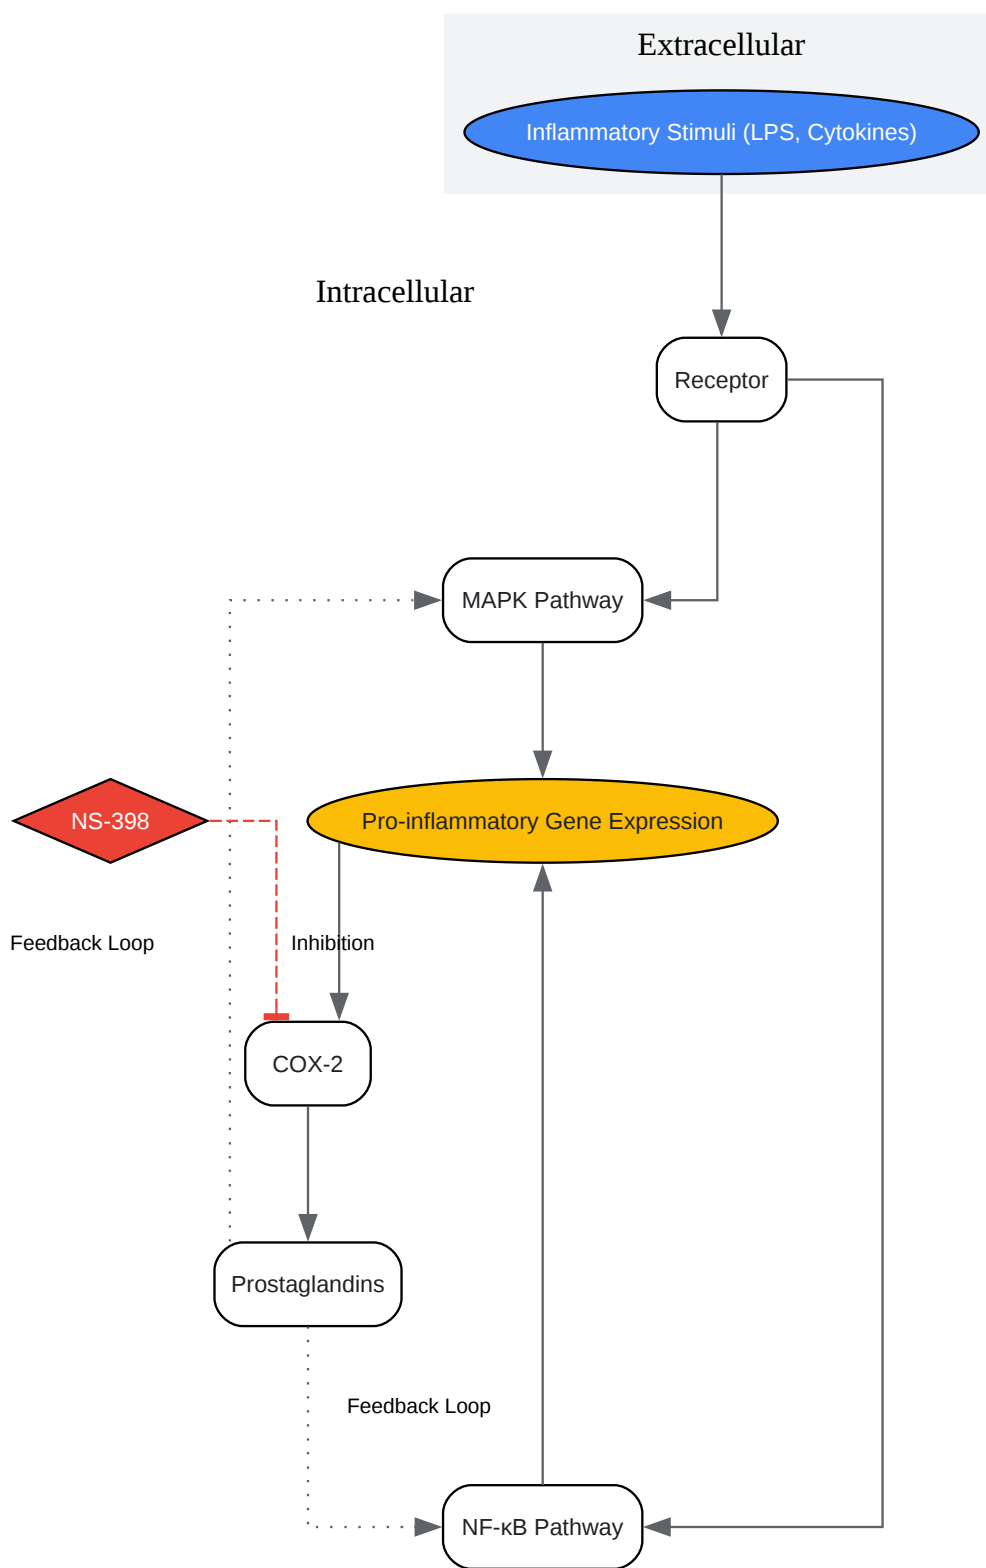 Extracellular
Inflammatory Stimuli (LPS, Cytokines)
Intracellular
Receptor
MAPK Pathway
NS-398
Pro-inflammatory Gene Expression
Feedback Loop
Inhibition
COX-2
Prostaglandins
Feedback Loop
NF-κB Pathway